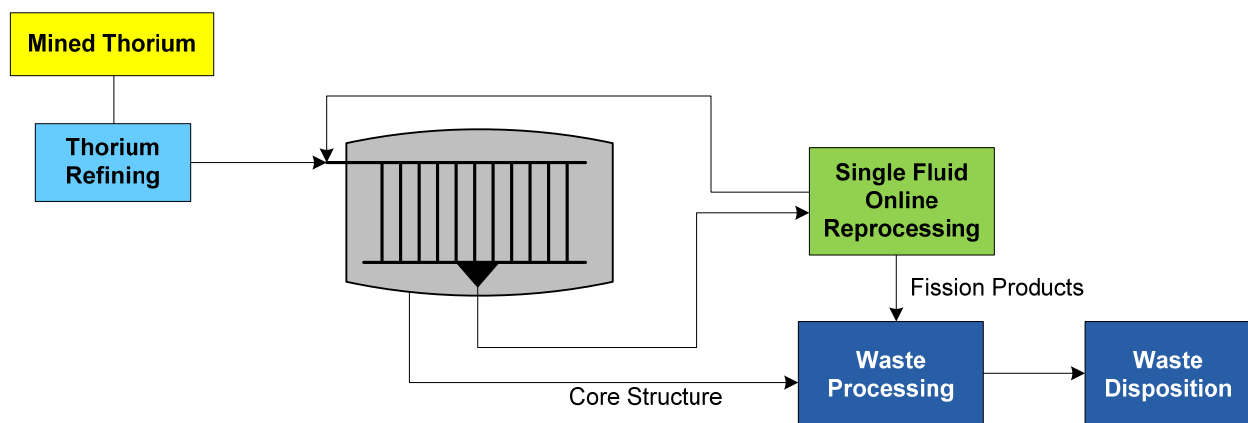 Mined Thorium
Thorium
Refining
Single Fluid
Online
Reprocessing
Fission Products
Waste
Processing
Waste
Disposition
Core Structure